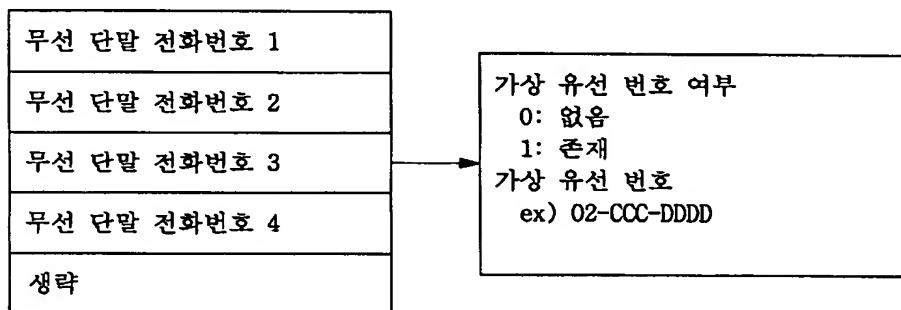 무선 단말 전화번호 1
무선 단말 전화번호 2
무선 단말 전화번호 3
무선 단말 전화번호 4
생략
가상 유선 번호 여부
0: 없음
1: 존재
가상 유선 번호
ex) 02-CCC-DDDD